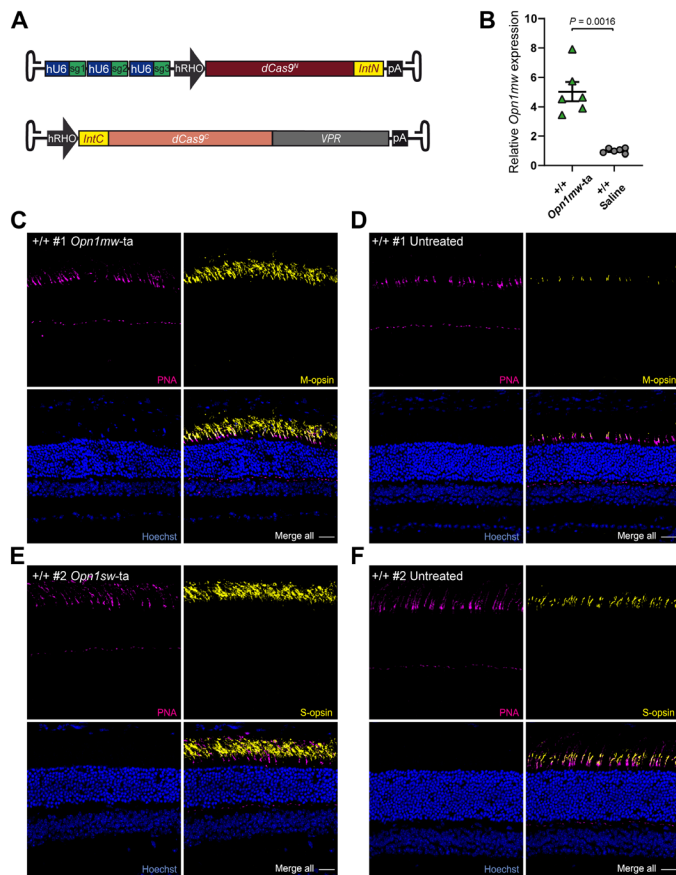 A
hU6 sg1 hU6 sg2 hU6 sg3 hRHO dCas9ᴺ IntN pA
hRHO IntC dCas9ᶜ VPR pA
B
P = 0.0016
Relative Opn1mw expression
10
8
6
4
2
0
+/+
Opn1mw-ta
+/+
Saline
C
+/+ #1 Opn1mw-ta
PNA
M-opsin
Hoechst
Merge all
D
+/+ #1 Untreated
PNA
M-opsin
Hoechst
Merge all
E
+/+ #2 Opn1sw-ta
PNA
S-opsin
Hoechst
Merge all
F
+/+ #2 Untreated
PNA
S-opsin
Hoechst
Merge all